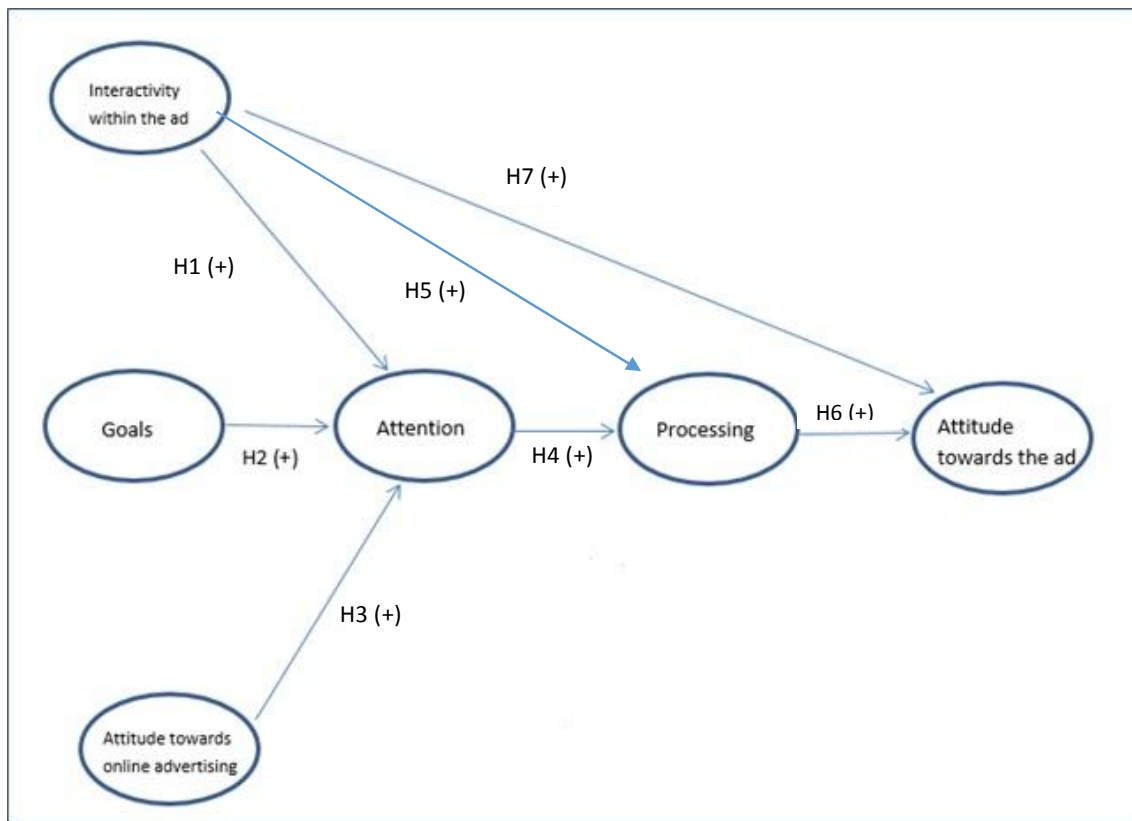 Interactivity
within the ad
H7 (+)
H1 (+)
H5 (+)
Goals
H2 (+)
Attention
H4 (+)
Processing
H6 (+)
Attitude
towards the ad
H3 (+)
Attitude towards
online advertising